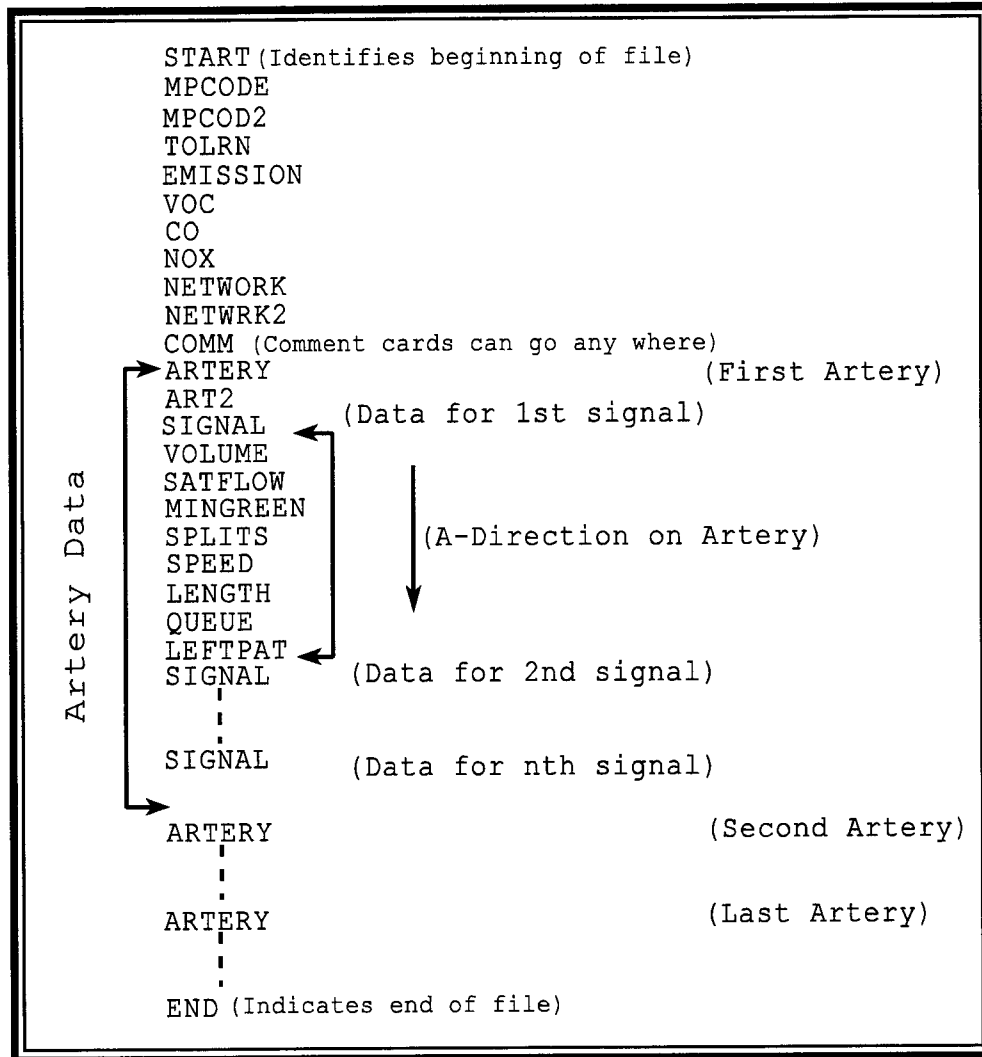 START (Identifies beginning of file)
MPCODE
MPCOD2
TOLRN
EMISSION
VOC
CO
NOX
NETWORK
NETWRK2
COMM (Comment cards can go any where)
ARTERY (First Artery)
ART2
SIGNAL (Data for 1st signal)
VOLUME
SATFLOW
MINGREEN
SPLITS (A-Direction on Artery)
SPEED
LENGTH
QUEUE
LEFTPAT
SIGNAL (Data for 2nd signal)
SIGNAL (Data for nth signal)
ARTERY (Second Artery)
ARTERY (Last Artery)
END (Indicates end of file)
Artery Data